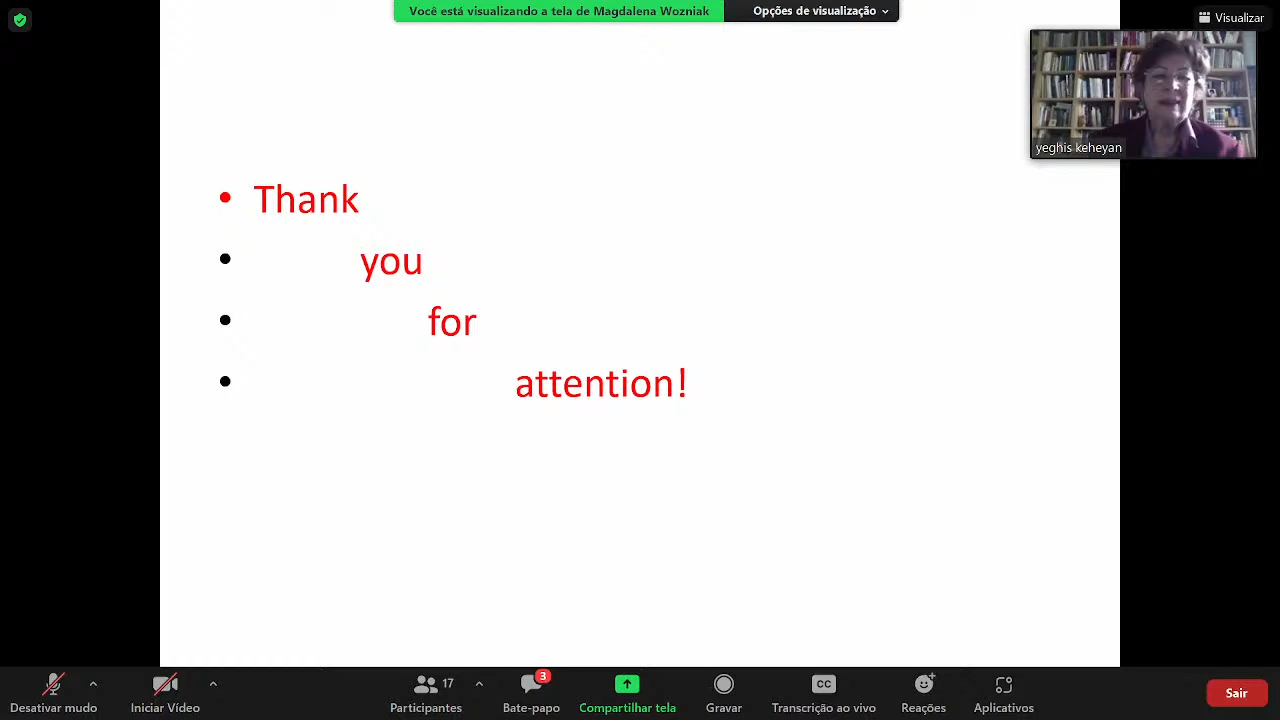 Você está visualizando a tela de Magdalena Wozniak
Opções de visualização
Visualizar
yeghis keheyan
• Thank
• you
• for
• attention!
Desativar mudo
Iniciar Vídeo
17
Participantes
3
Bate-papo
Compartilhar tela
Gravar
CC
Transcrição ao vivo
Reações
Aplicativos
Sair